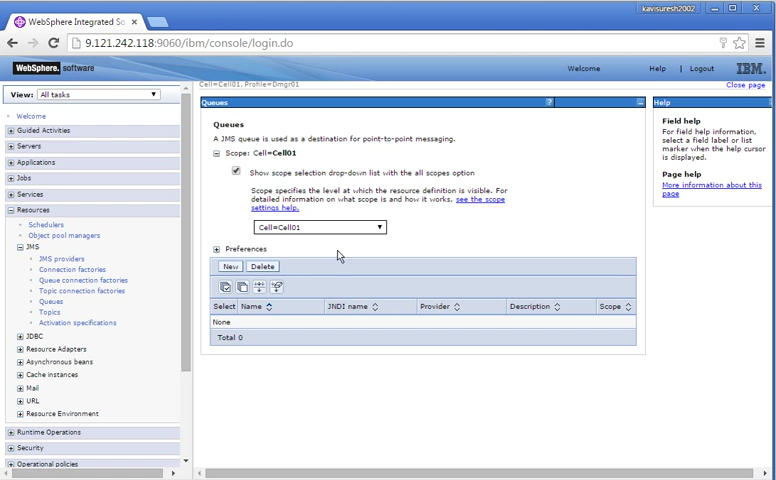 kavisuresh2002
WebSphere Integrated So
9.121.242.118:9060/ibm/console/login.do
WebSphere. software
Welcome
Help | Logout
IBM.
View: All tasks
Cell=Cell01, Profile=Dmgr01
Close page
Welcome
Guided Activities
Servers
Applications
Jobs
Services
Resources
Schedulers
Object pool managers
JMS
JMS providers
Connection factories
Queue connection factories
Topic connection factories
Queues
Topics
Activation specifications
JDBC
Resource Adapters
Asynchronous beans
Cache instances
Mail
URL
Resource Environment
Runtime Operations
Security
Operational policies
Queues
?
Queues
A JMS queue is used as a destination for point-to-point messaging.
Scope: Cell=Cell01
Show scope selection drop-down list with the all scopes option
Scope specifies the level at which the resource definition is visible. For
detailed information on what scope is and how it works, see the scope
settings help.
Cell=Cell01
Preferences
New Delete
Select Name JNDI name Provider Description Scope
None
Total 0
Help
Field help
For field help information,
select a field label or list
marker when the help cursor
is displayed.
Page help
More information about this
page